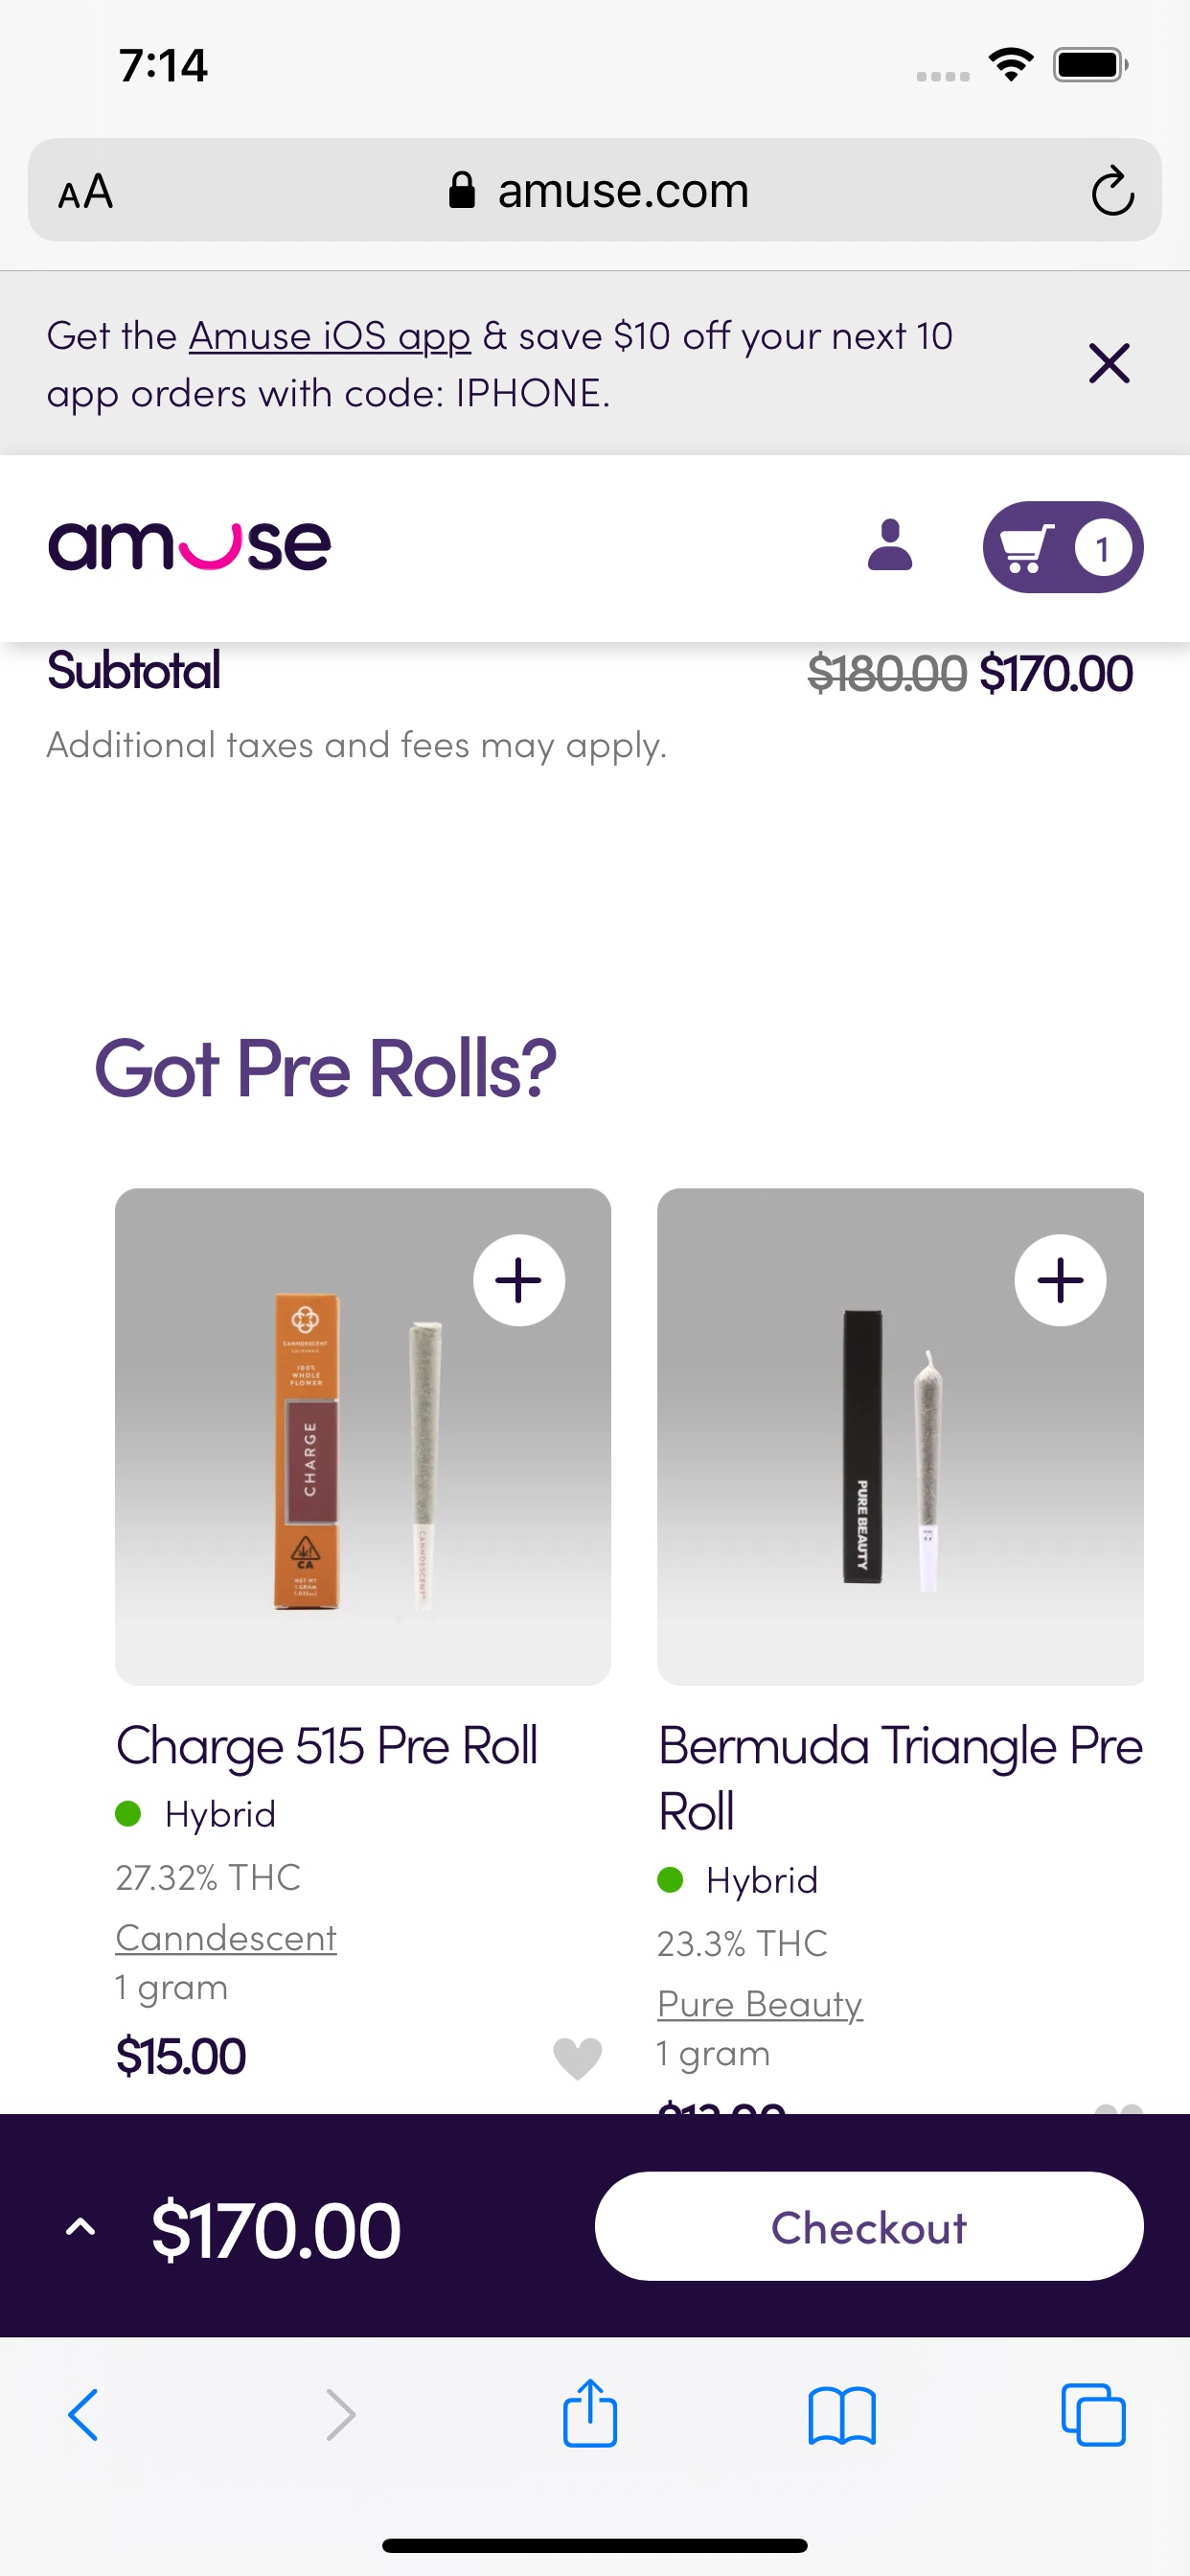 7:14
AA
amuse.com
Get the Amuse iOS app & save $10 off your next 10
app orders with code: IPHONE.
amuse
1
Subtotal
$180.00 $170.00
Additional taxes and fees may apply.
Got Pre Rolls?
CANNDESCENT
CALIFORNIA
100%
WHOLE
FLOWER
CHARGE
CA
NET WT
1 GRAM
CANNDESCENT
PURE BEAUTY
Charge 515 Pre Roll
Hybrid
27.32% THC
Canndescent
1 gram
$15.00
Bermuda Triangle Pre
Roll
Hybrid
23.3% THC
Pure Beauty
1 gram
$170.00
Checkout